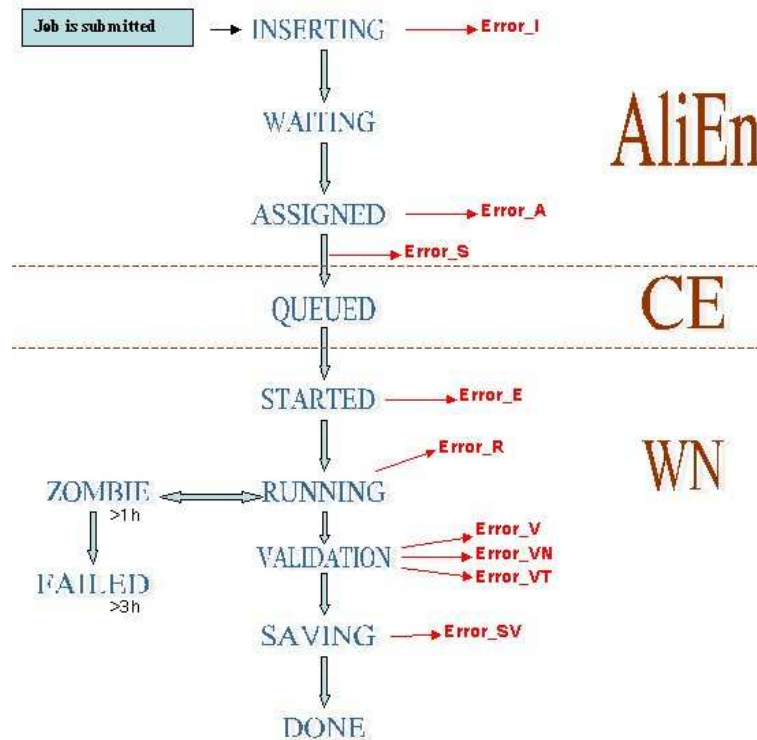 Job is submitted
INSERTING
Error_I
WAITING
AliEn
ASSIGNED
Error_A
Error_S
QUEUED
CE
STARTED
Error_E
Error_R
ZOMBIE
>1h
RUNNING
WN
Error_V
VALIDATION
Error_VN
Error_VT
FAILED
>3h
SAVING
Error_SV
DONE